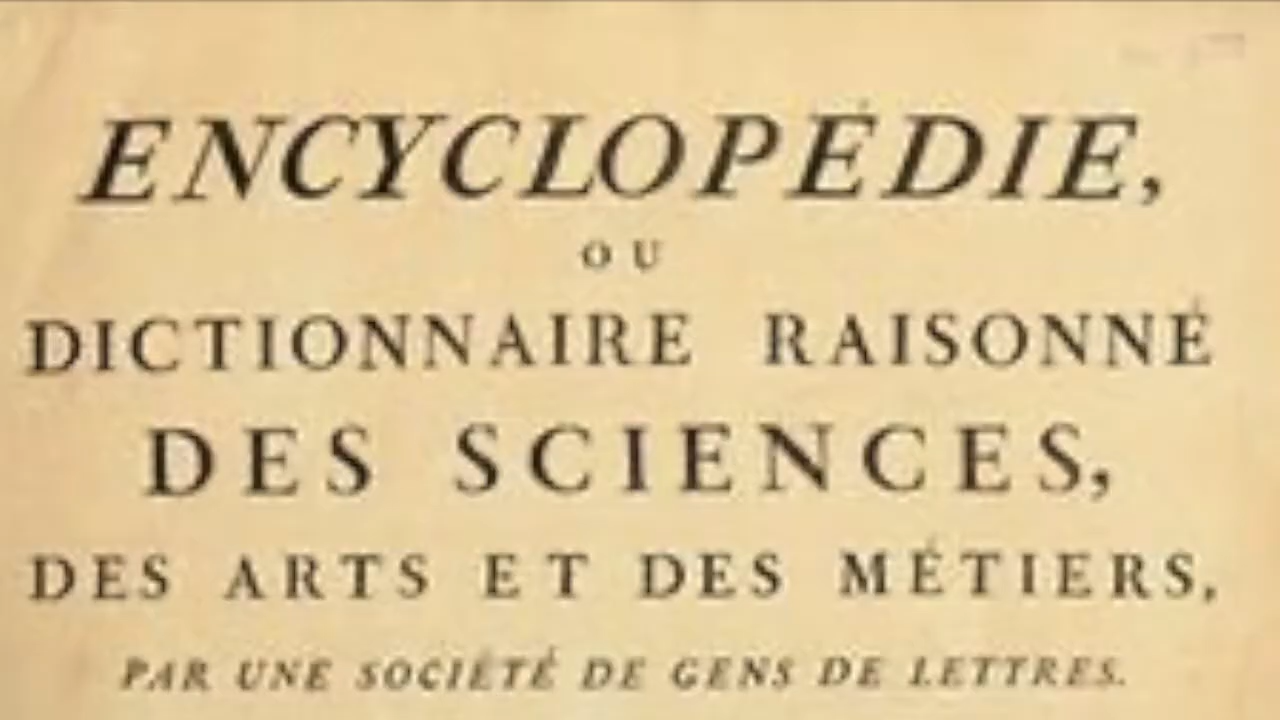 ENCYCLOPÉDIE,
OU
DICTIONNAIRE RAISONNÉ
DES SCIENCES,
DES ARTS ET DES MÉTIERS,
PAR UNE SOCIÉTÉ DE GENS DE LETTRES.